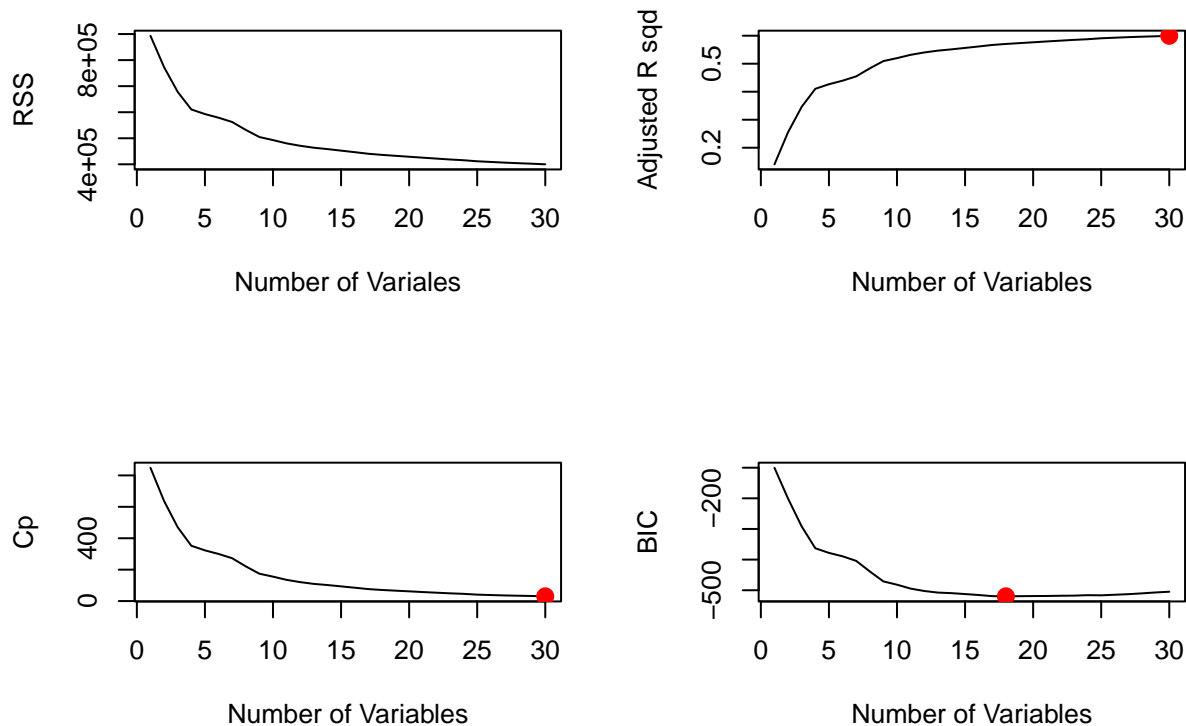 RSS
8e+05
4e+05
0 5 10 15 20 25 30
Number of Variales
Adjusted R sqd
0.5
0.2
0 5 10 15 20 25 30
Number of Variables
Cp
400
0
0 5 10 15 20 25 30
Number of Variables
BIC
−200
−500
0 5 10 15 20 25 30
Number of Variables